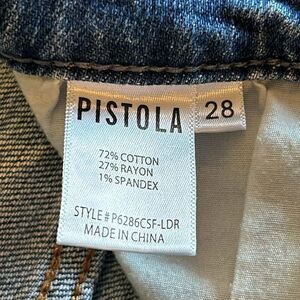 PISTOLA 28
72% COTTON
27% RAYON
1% SPANDEX
STYLE#P6286CSF-LDR
MADE IN CHINA